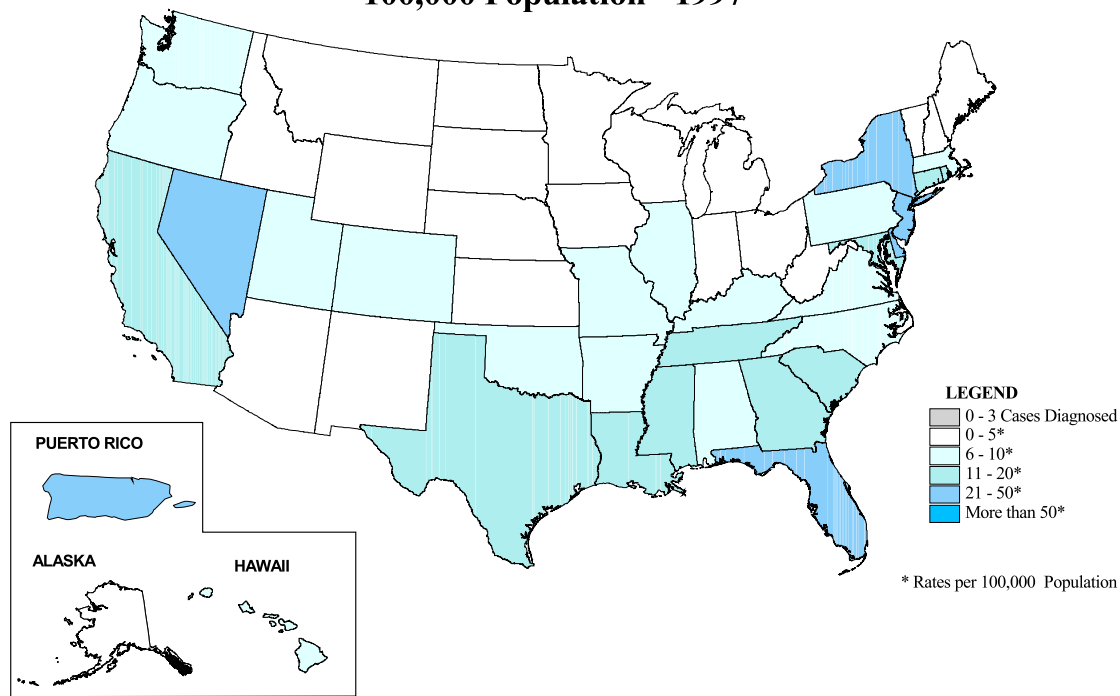 100,000 Population - 1997
LEGEND
0 - 3 Cases Diagnosed
0 - 5*
6 - 10*
11 - 20*
21 - 50*
More than 50*
* Rates per 100,000 Population
PUERTO RICO
ALASKA
HAWAII